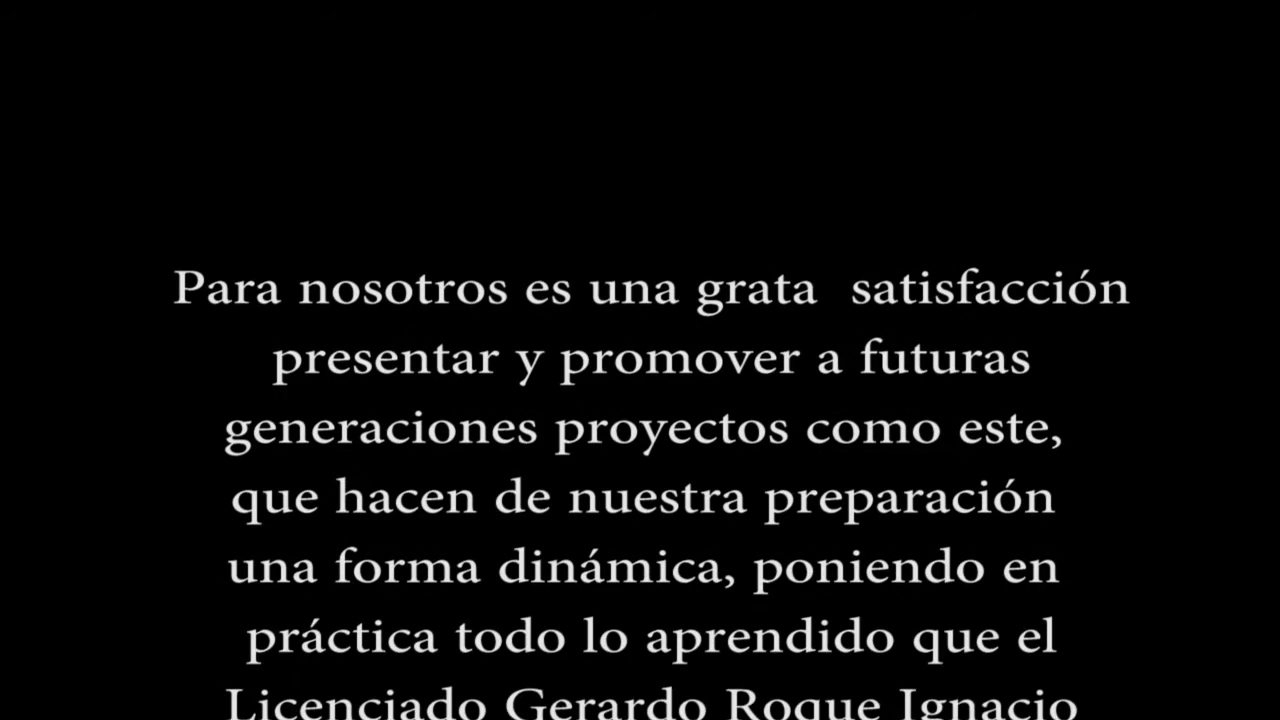 Para nosotros es una grata  satisfacción
presentar y promover a futuras
generaciones proyectos como este,
que hacen de nuestra preparación
una forma dinámica, poniendo en
práctica todo lo aprendido que el
Licenciado Gerardo Roque Ignacio